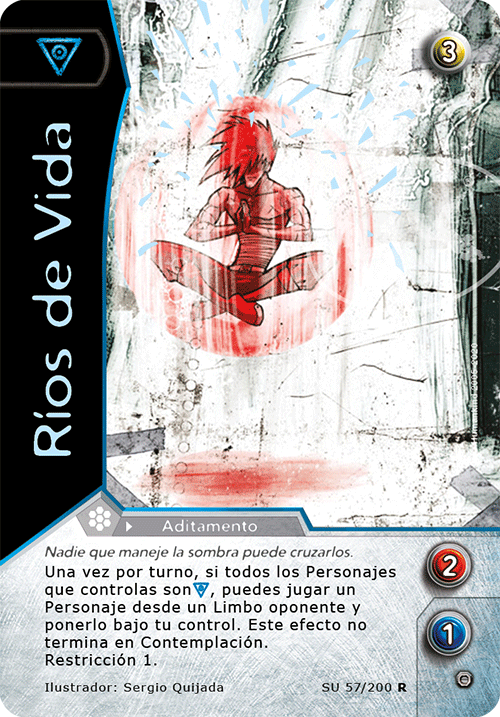 3
Ríos de Vida
Aditamento
Nadie que maneje la sombra puede cruzarlos.
Una vez por turno, si todos los Personajes
que controlas son, puedes jugar un
Personaje desde un Limbo oponente y
ponerlo bajo tu control. Este efecto no
termina en Contemplación.
Restricción 1.
2
1
Ilustrador: Sergio Quijada
SU 57/200 R